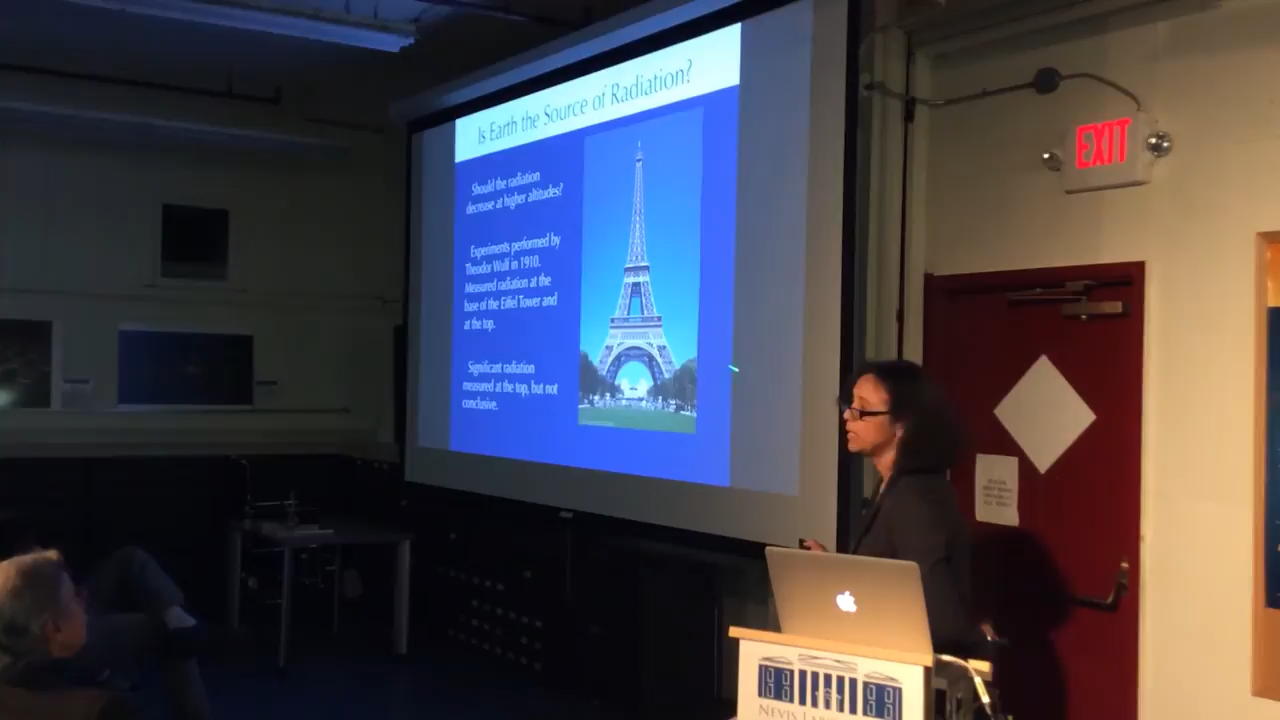 Is Earth the Source of Radiation?
Should the radiation
decrease at higher altitudes?
Experiments performed by
Theodor Wulf in 1910.
Measured radiation at the
base of the Eiffel Tower and
at the top.
Significant radiation
measured at the top, but not
conclusive.
EXIT
NEVIS